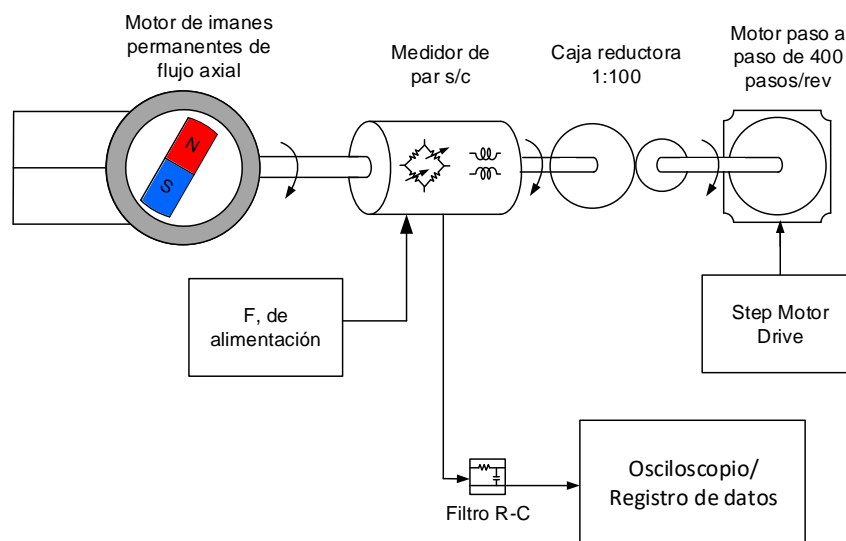 Motor de imanes
permanentes de
flujo axial
Medidor de
par s/c
Caja reductora
1:100
Motor paso a
paso de 400
pasos/rev
N
S
F, de
alimentación
Step Motor
Drive
Filtro R-C
Osciloscopio/
Registro de datos